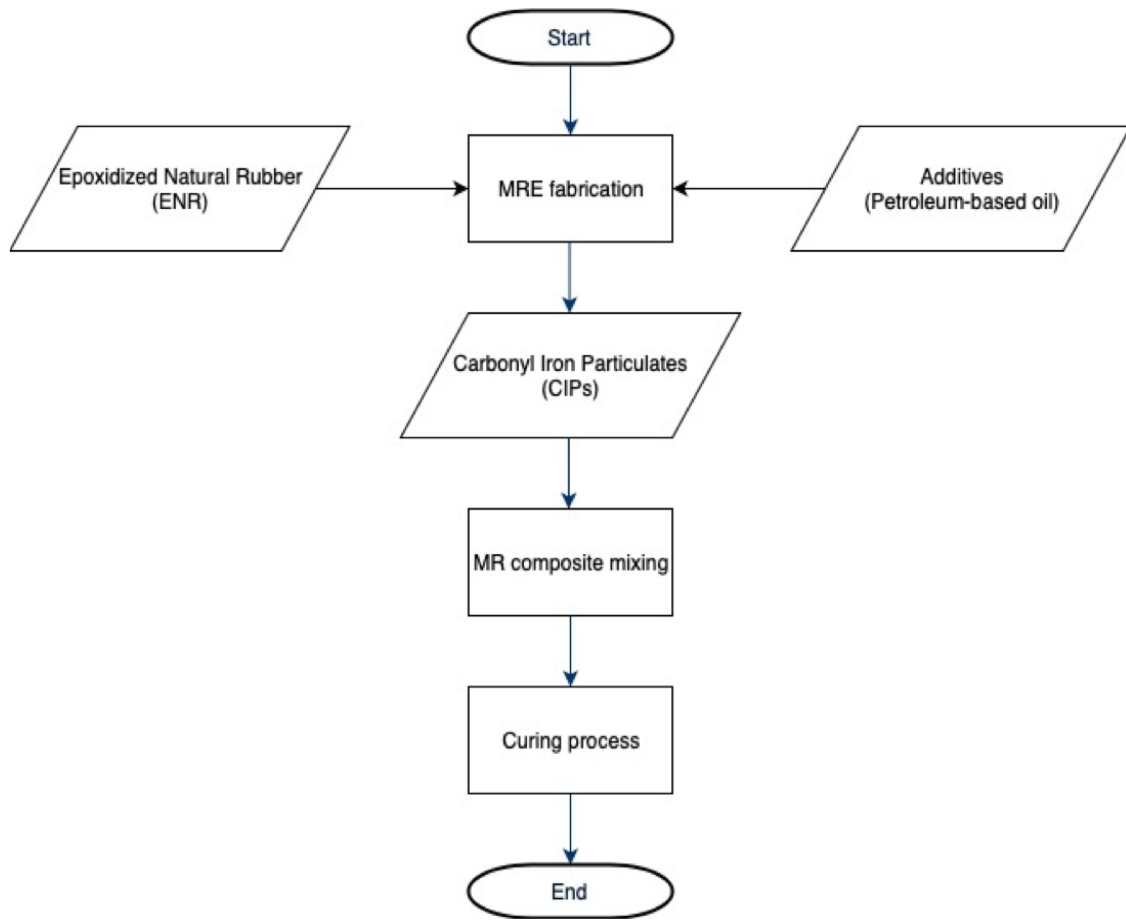 Start
Epoxidized Natural Rubber
(ENR)
MRE fabrication
Additives
(Petroleum-based oil)
Carbonyl Iron Particulates
(CIPs)
MR composite mixing
Curing process
End